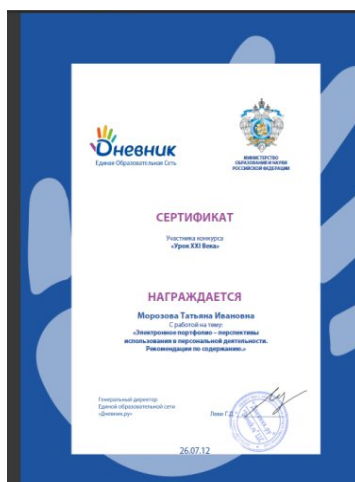 Дневник
Единая Образовательная Сеть
МИНИСТЕРСТВО
ОБРАЗОВАНИЯ И НАУКИ
РОССИЙСКОЙ ФЕДЕРАЦИИ
СЕРТИФИКАТ
Участника конкурса
«Урок XXI Века»
НАГРАЖДАЕТСЯ
Морозова Татьяна Ивановна
С работой на тему:
«Электронное портфолио – перспективы
использования в персональной деятельности.
Рекомендации по содержанию.»
Генеральный директор
Единой образовательной сети
«Дневник.ру»
Леви Г.Д.
26.07.12